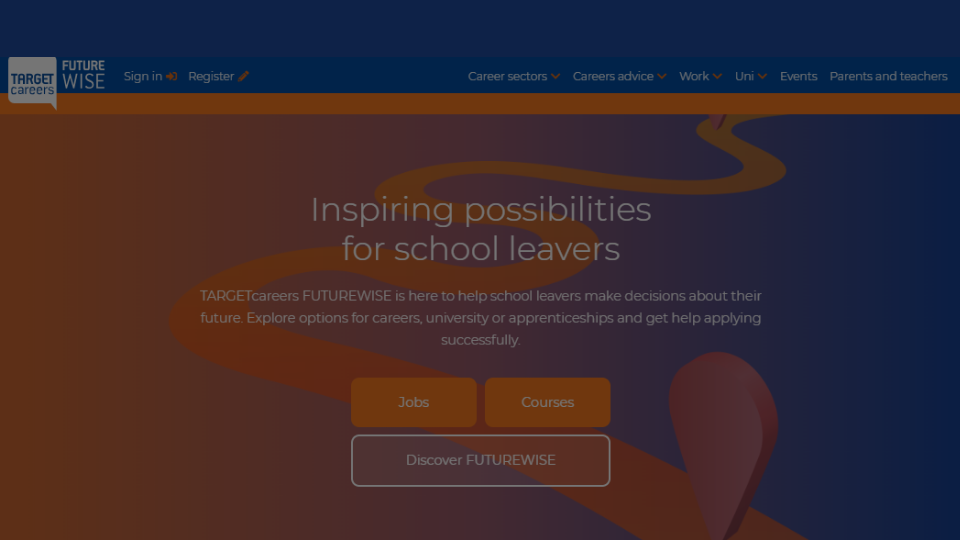 TARGET
careers
FUTURE
WISE
Sign in
Register
Career sectors
Careers advice
Work
Uni
Events
Parents and teachers
Inspiring possibilities
for school leavers
TARGETcareers FUTUREWISE is here to help school leavers make decisions about their
future. Explore options for careers, university or apprenticeships and get help applying
successfully.
Jobs
Courses
Discover FUTUREWISE